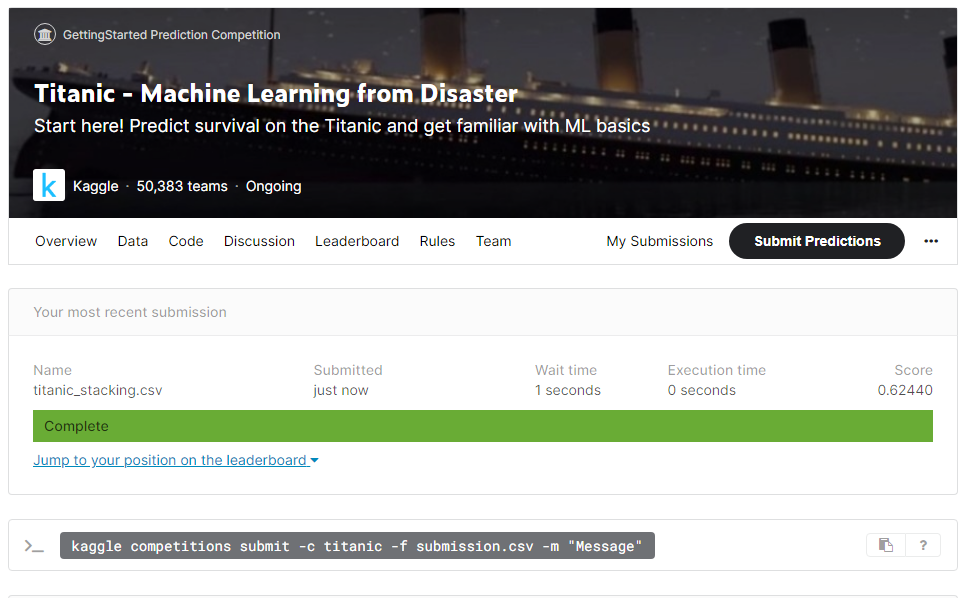 GettingStarted Prediction Competition
Titanic - Machine Learning from Disaster
Start here! Predict survival on the Titanic and get familiar with ML basics
k Kaggle · 50,383 teams · Ongoing
Overview Data Code Discussion Leaderboard Rules Team My Submissions Submit Predictions •••
Your most recent submission
Name Submitted Wait time Execution time Score
titanic_stacking.csv just now 1 seconds 0 seconds 0.62440
Complete
Jump to your position on the leaderboard
>_ kaggle competitions submit -c titanic -f submission.csv -m "Message" ?